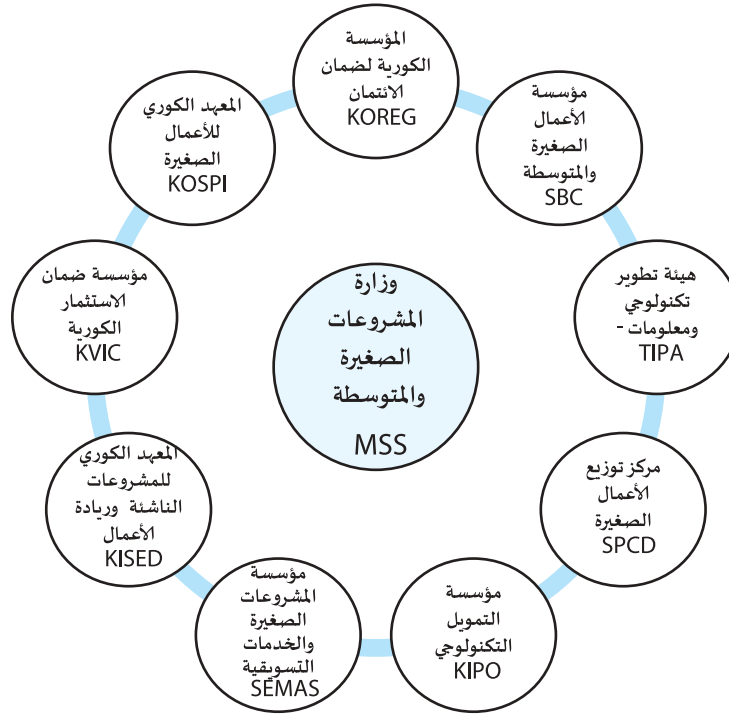 المؤسسة
الكورية لضمان
الائتمان
KOREG
مؤسسة
الأعمال
الصغيرة
والمتوسطة
SBC
هيئة تطوير
تكنولوجي
ومعلومات -
TIPA
مركز توزيع
الأعمال
الصغيرة
SPCD
مؤسسة
التمويل
التكنولوجي
KIPO
مؤسسة
المشروعات
الصغيرة
والخدمات
التسويقية
SEMAS
المعهد الكوري
للمشروعات
الناشئة وريادة
الأعمال
KISED
مؤسسة ضمان
الاستثمار
الكورية
KVIC
المعهد الكوري
للأعمال
الصغيرة
KOSPI
وزارة
المشروعات
الصغيرة
والمتوسطة
MSS